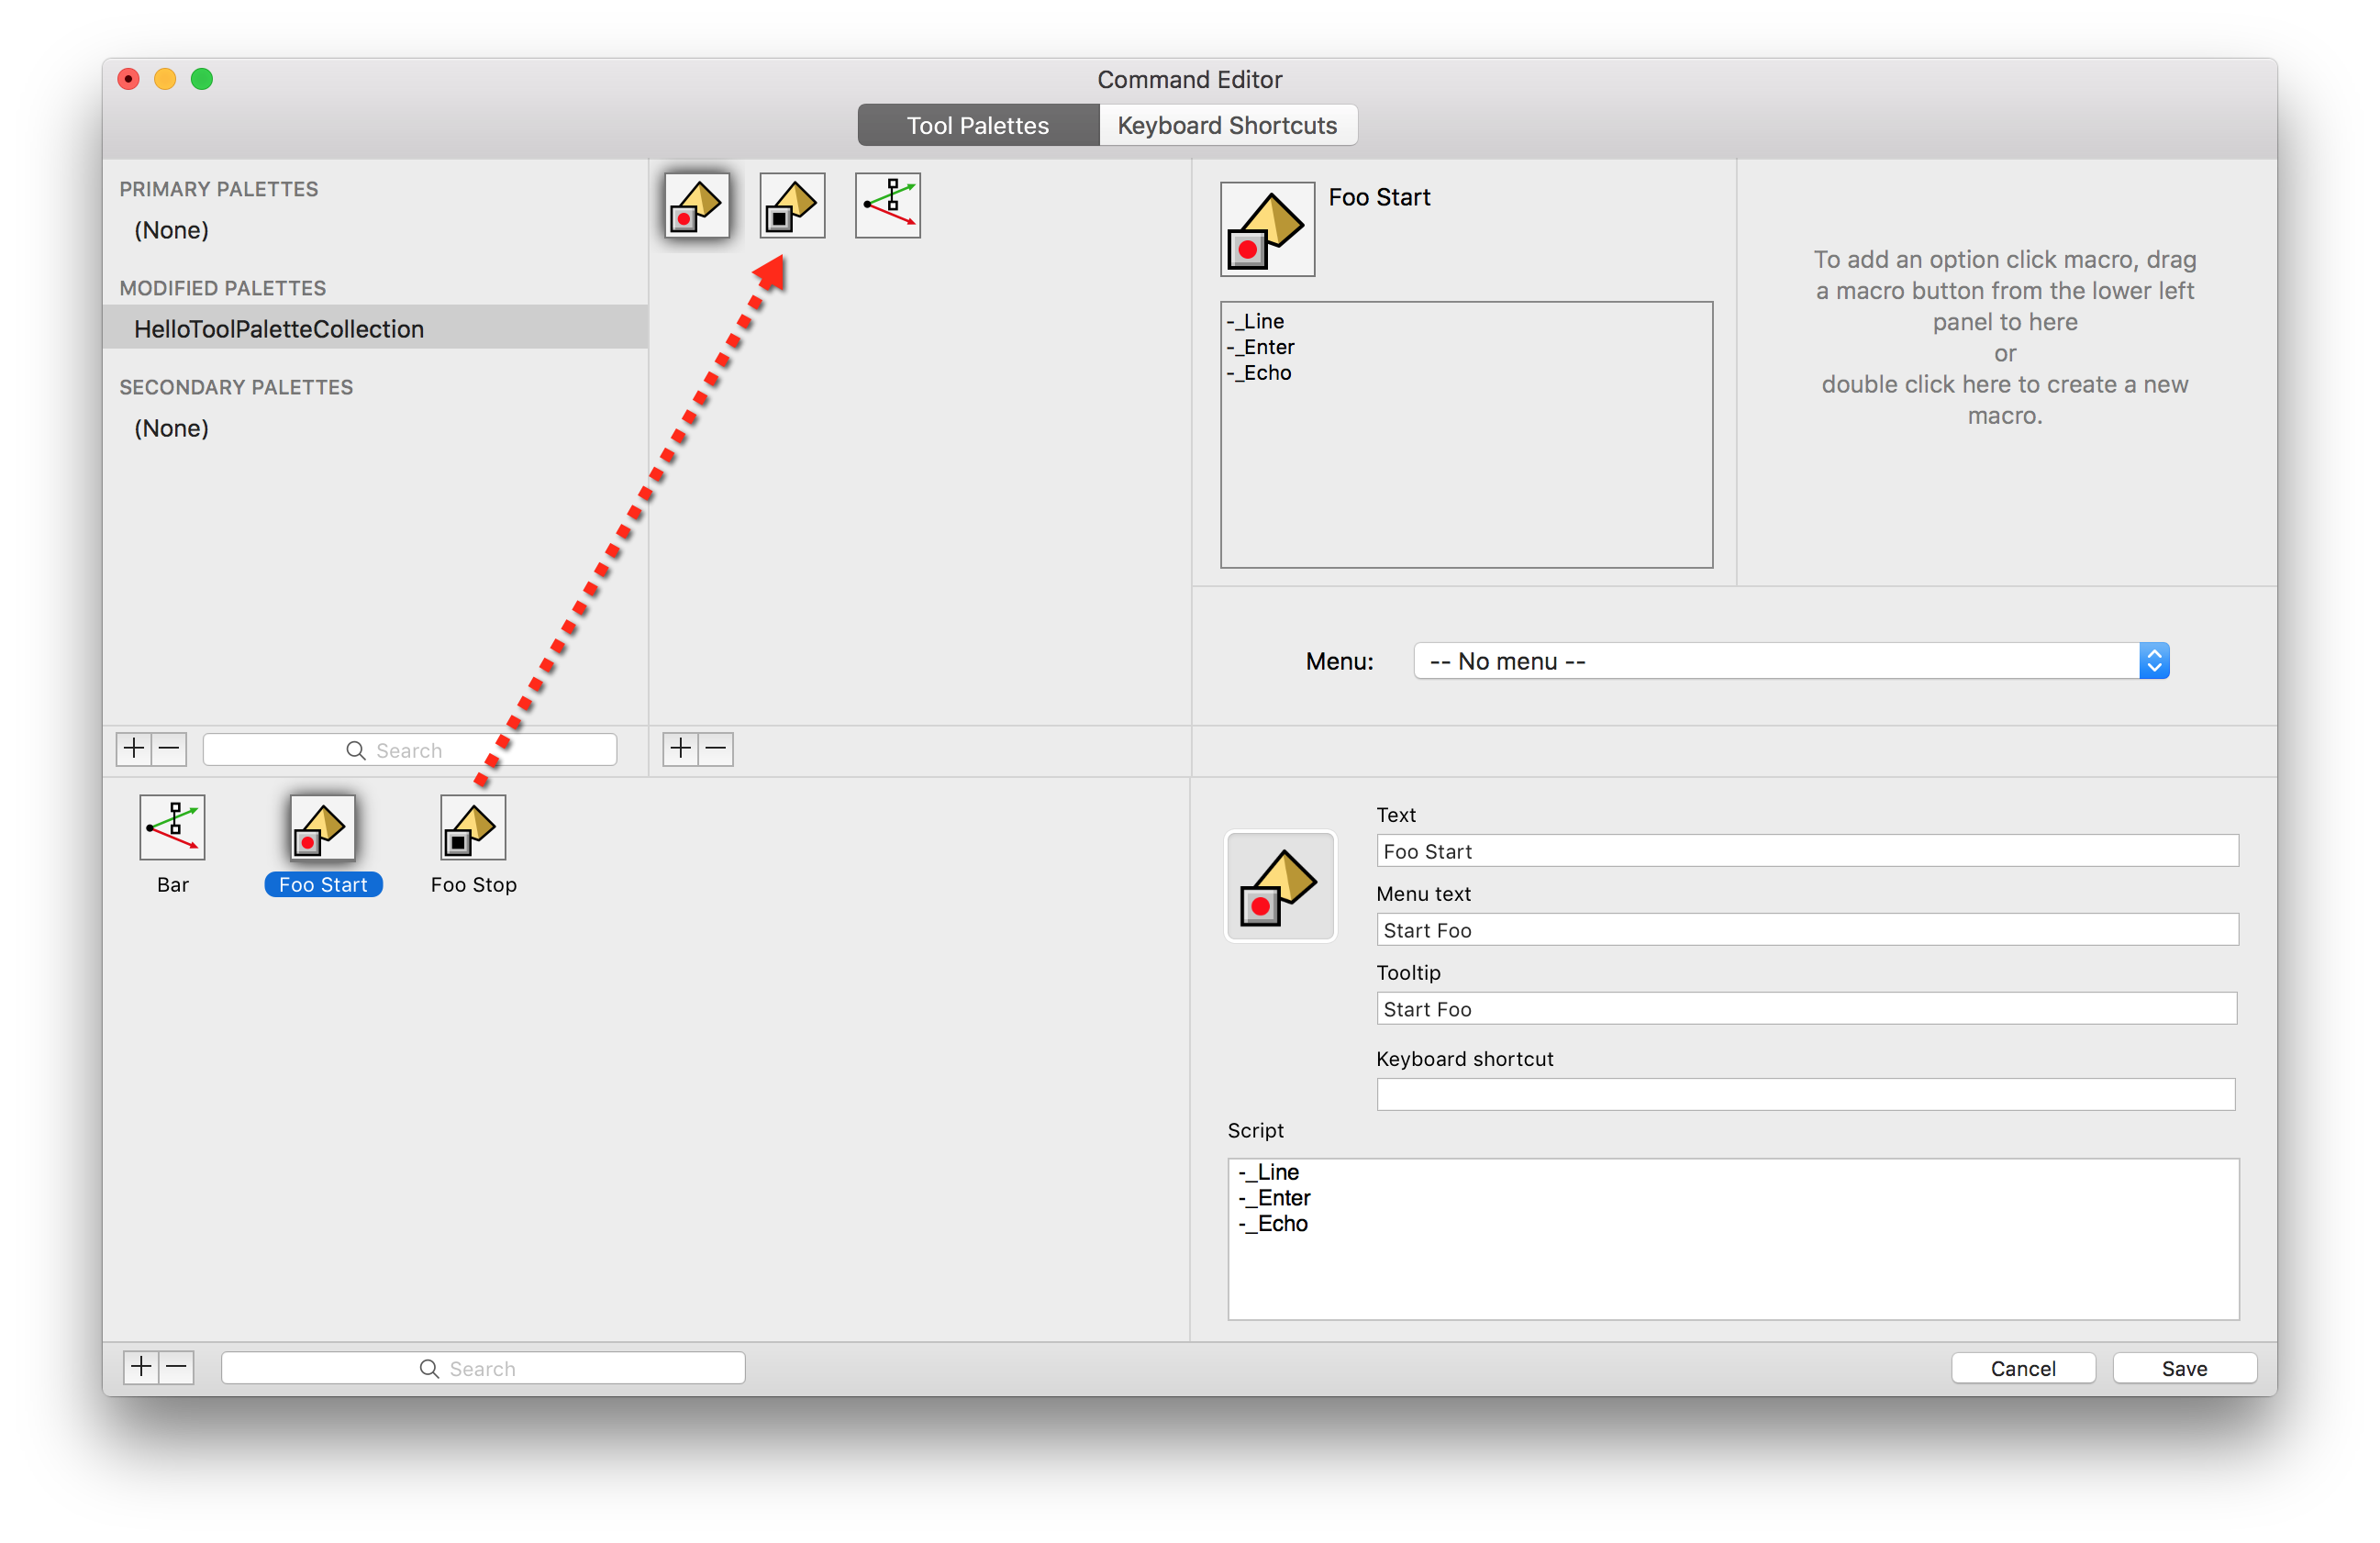 Command Editor
Tool Palettes
Keyboard Shortcuts
PRIMARY PALETTES
(None)
MODIFIED PALETTES
HelloToolPaletteCollection
SECONDARY PALETTES
(None)
Search
Foo Start
-_Line
-_Enter
-_Echo
To add an option click macro, drag
a macro button from the lower left
panel to here
or
double click here to create a new
macro.
Menu:
-- No menu --
Bar
Foo Start
Foo Stop
Text
Foo Start
Menu text
Start Foo
Tooltip
Start Foo
Keyboard shortcut
Script
-_Line
-_Enter
-_Echo
Search
Cancel
Save